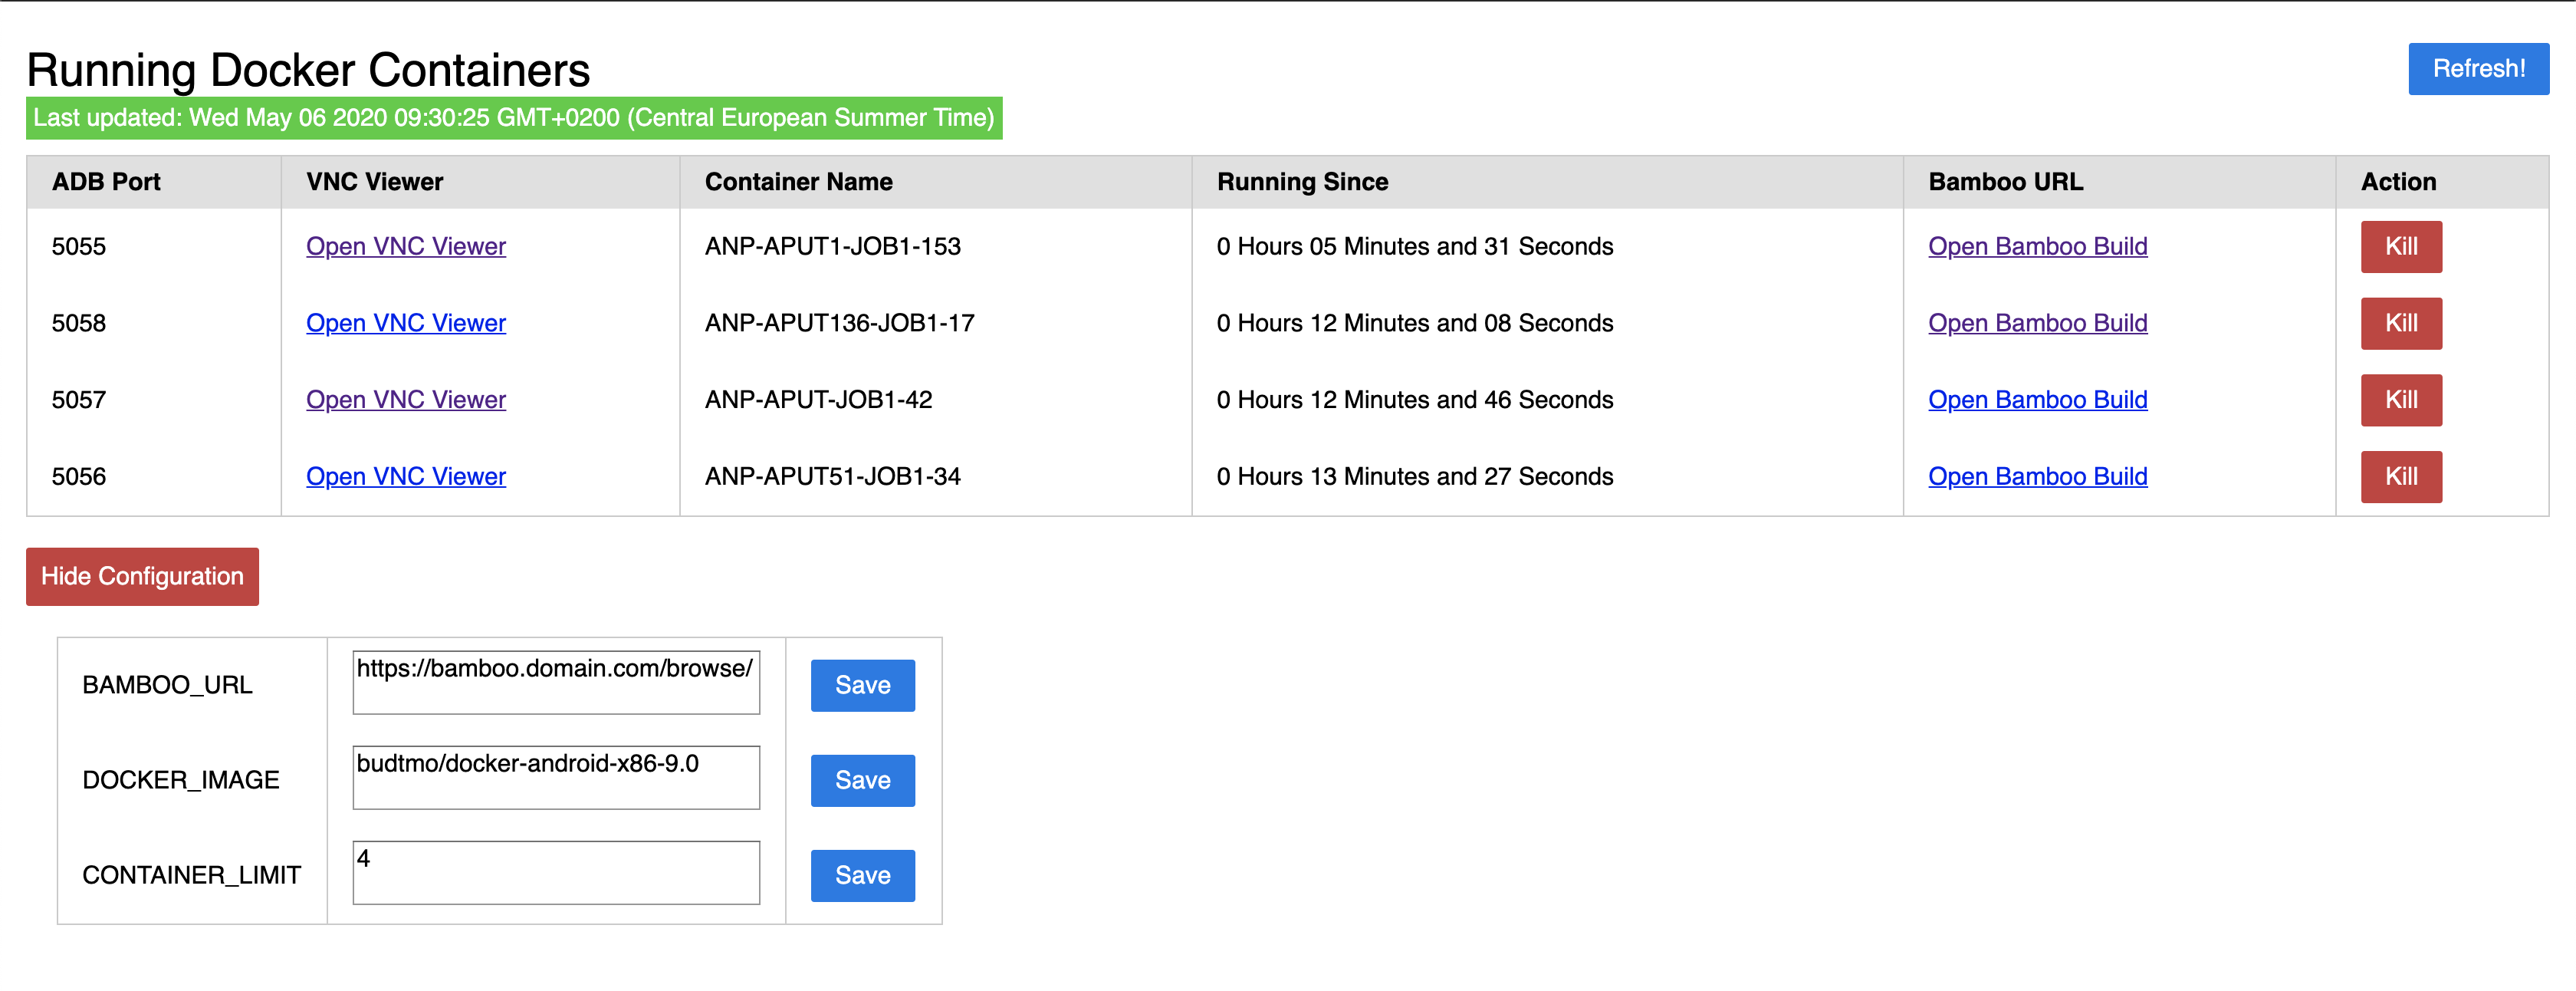 Running Docker Containers
Refresh!
Last updated: Wed May 06 2020 09:30:25 GMT+0200 (Central European Summer Time)
ADB Port VNC Viewer Container Name Running Since Bamboo URL Action
5055 Open VNC Viewer ANP-APUT1-JOB1-153 0 Hours 05 Minutes and 31 Seconds Open Bamboo Build Kill
5058 Open VNC Viewer ANP-APUT136-JOB1-17 0 Hours 12 Minutes and 08 Seconds Open Bamboo Build Kill
5057 Open VNC Viewer ANP-APUT-JOB1-42 0 Hours 12 Minutes and 46 Seconds Open Bamboo Build Kill
5056 Open VNC Viewer ANP-APUT51-JOB1-34 0 Hours 13 Minutes and 27 Seconds Open Bamboo Build Kill
Hide Configuration
BAMBOO_URL https://bamboo.domain.com/browse/ Save
DOCKER_IMAGE budtmo/docker-android-x86-9.0 Save
CONTAINER_LIMIT 4 Save